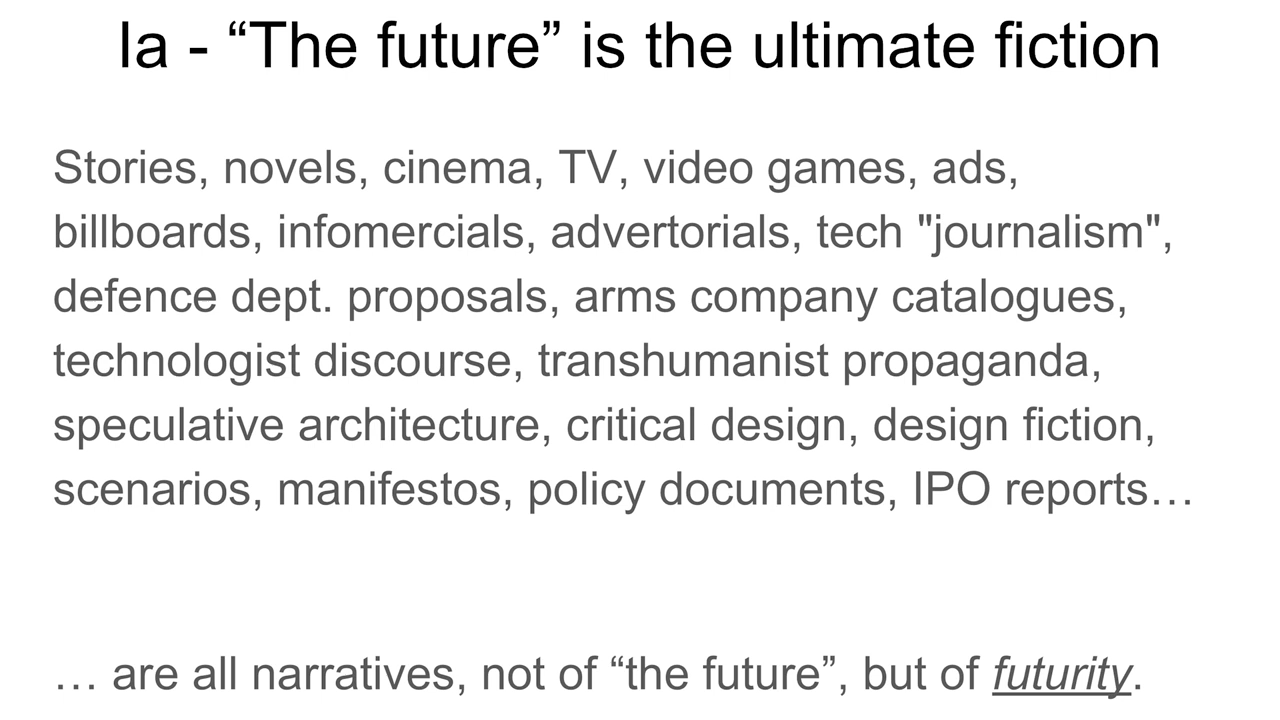 Ia - “The future” is the ultimate fiction
Stories, novels, cinema, TV, video games, ads,
billboards, infomercials, advertorials, tech "journalism",
defence dept. proposals, arms company catalogues,
technologist discourse, transhumanist propaganda,
speculative architecture, critical design, design fiction,
scenarios, manifestos, policy documents, IPO reports…
… are all narratives, not of “the future”, but of futurity.